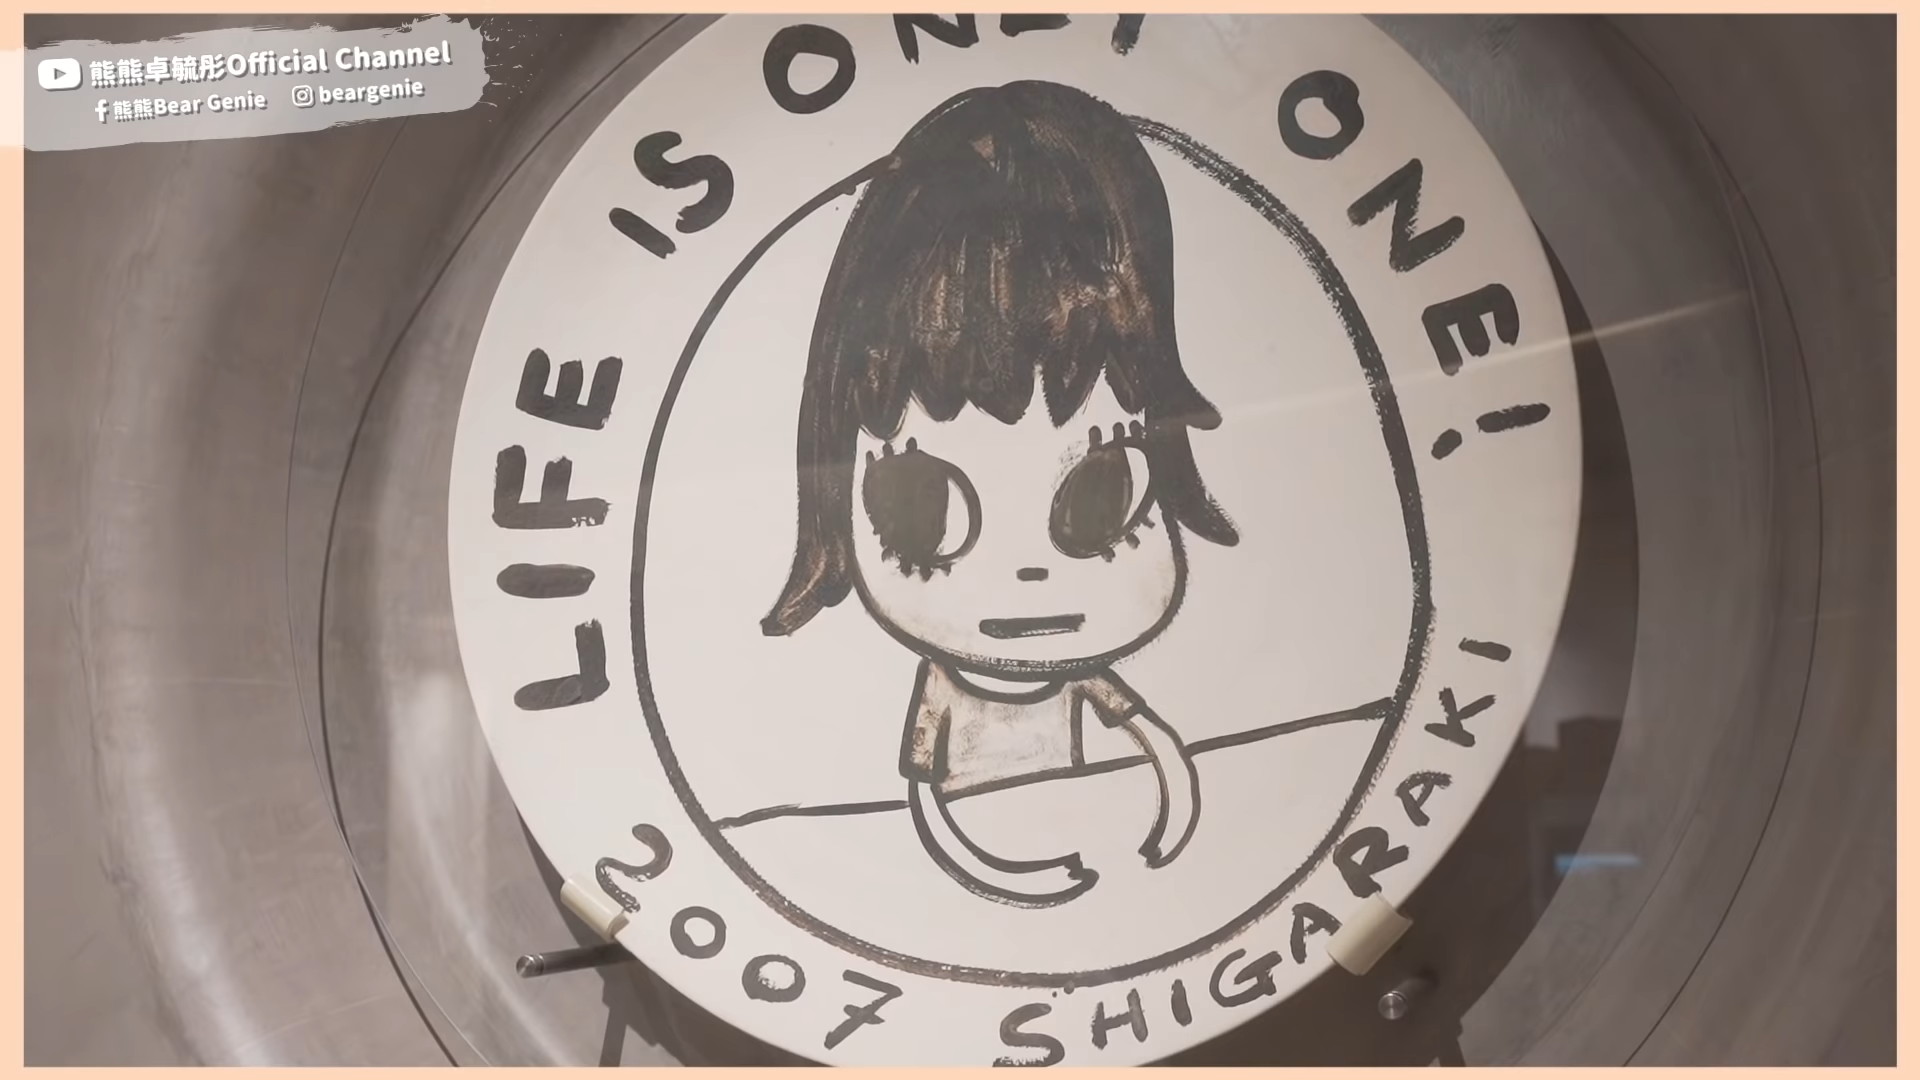 熊熊卓毓彤Official Channel
熊熊Bear Genie beargenie
LIFE IS ONLY ONE!
2007 SHIGARAKI